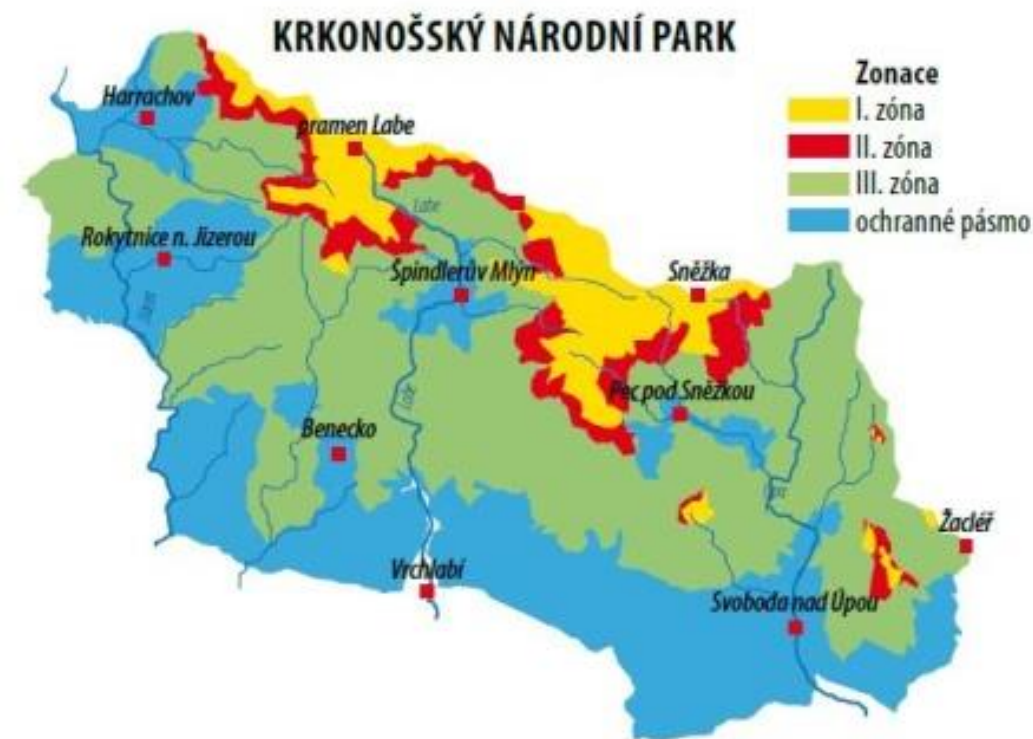 KRKONOŠSKÝ NÁRODNÍ PARK
Zonace
I. zóna
II. zóna
III. zóna
ochranné pásmo
Harrachov
pramen Labe
Labe
Rokytnice n. Jizerou
Špindlerův Mlýn
Sněžka
Pec pod Sněžkou
Labe
Benecko
Žacléř
Vrchlabí
Svoboda nad Úpou